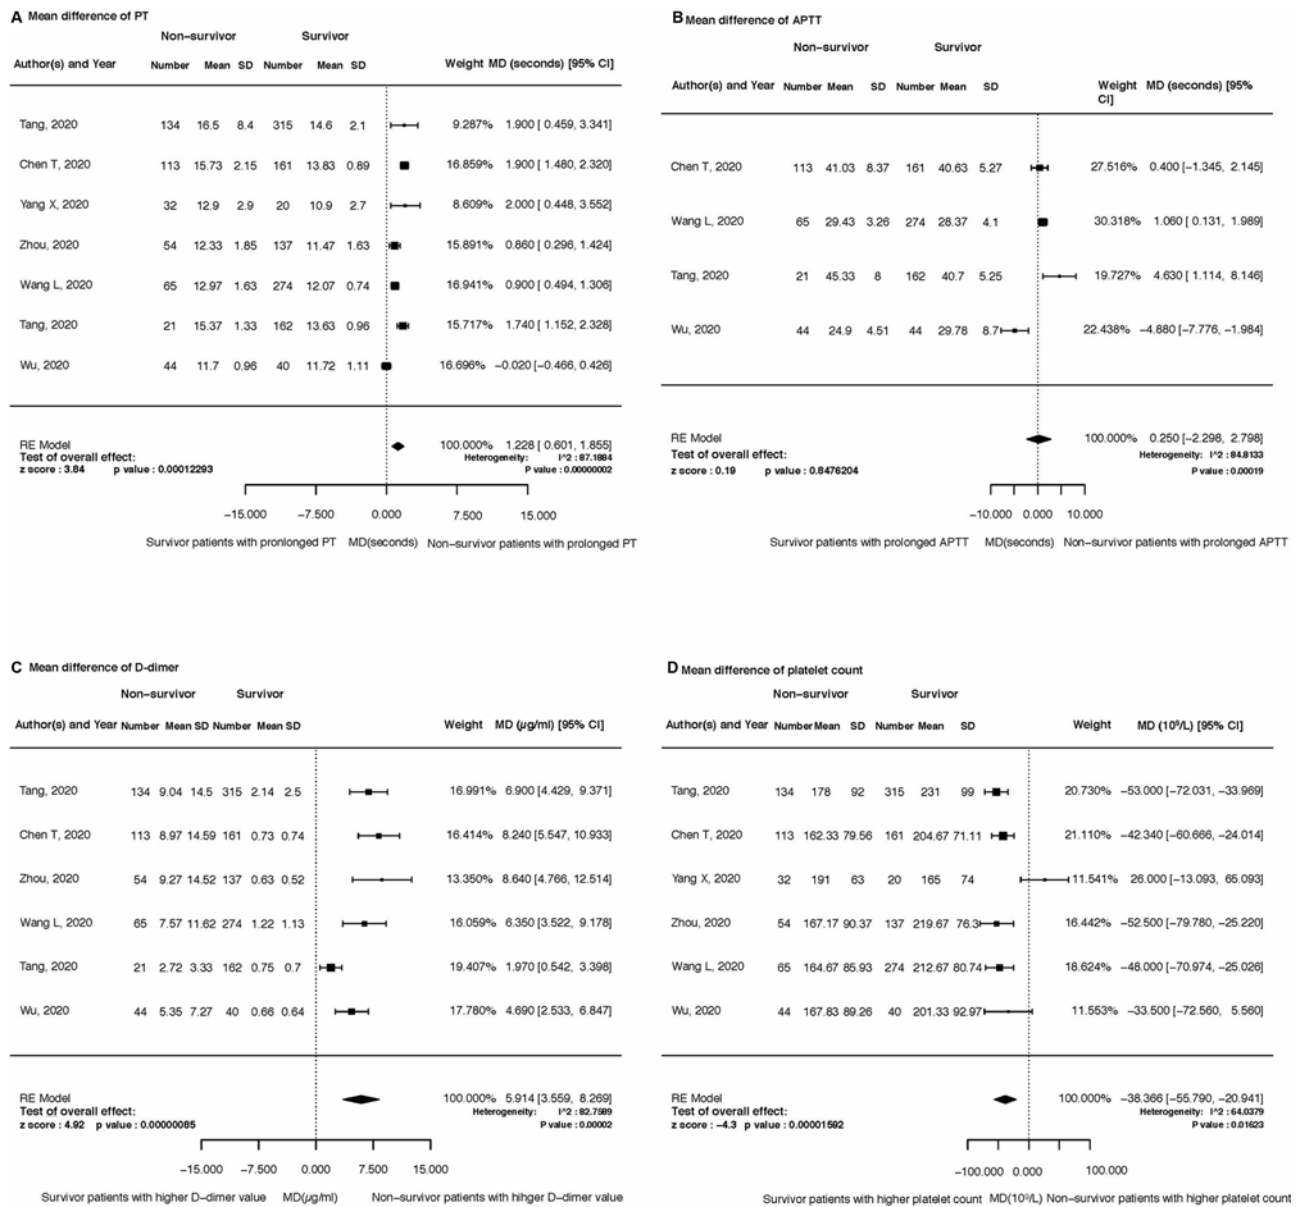 A Mean difference of PT
Non-survivor Survivor
Author(s) and Year Number Mean SD Number Mean SD Weight MD (seconds) [95% CI]
Tang, 2020 134 16.5 8.4 315 14.6 2.1 9.287% 1.900 [ 0.459, 3.341]
Chen T, 2020 113 15.73 2.15 161 13.83 0.89 16.859% 1.900 [ 1.480, 2.320]
Yang X, 2020 32 12.9 2.9 20 10.9 2.7 8.609% 2.000 [ 0.448, 3.552]
Zhou, 2020 54 12.33 1.85 137 11.47 1.63 15.891% 0.860 [ 0.296, 1.424]
Wang L, 2020 65 12.97 1.63 274 12.07 0.74 16.941% 0.900 [ 0.494, 1.306]
Tang, 2020 21 15.37 1.33 162 13.63 0.96 15.717% 1.740 [ 1.152, 2.328]
Wu, 2020 44 11.7 0.96 40 11.72 1.11 16.696% −0.020 [−0.466, 0.426]
RE Model 100.000% 1.228 [ 0.601, 1.855]
Test of overall effect: Heterogeneity: I^2 : 87.1884
z score : 3.84 p value : 0.00012293 P value : 0.00000002
−15.000 −7.500 0.000 7.500 15.000
Survivor patients with pronlonged PT MD(seconds) Non-survivor patients with prolonged PT
B Mean difference of APTT
Non-survivor Survivor
Author(s) and Year Number Mean SD Number Mean SD Weight MD (seconds) [95%
CI]
Chen T, 2020 113 41.03 8.37 161 40.63 5.27 27.516% 0.400 [−1.345, 2.145]
Wang L, 2020 65 29.43 3.26 274 28.37 4.1 30.318% 1.060 [ 0.131, 1.989]
Tang, 2020 21 45.33 8 162 40.7 5.25 19.727% 4.630 [ 1.114, 8.146]
Wu, 2020 44 24.9 4.51 44 29.78 8.7 22.438% −4.880 [−7.776, −1.984]
RE Model 100.000% 0.250 [−2.298, 2.798]
Test of overall effect: Heterogeneity: I^2 : 84.8133
z score : 0.19 p value : 0.8476204 P value : 0.00019
−10.000 0.000 10.000
Survivor patients with prolonged APTT MD(seconds) Non-survivor patients with prolonged APTT
C Mean difference of D-dimer
Non-survivor Survivor
Author(s) and Year Number Mean SD Number Mean SD Weight MD (µg/ml) [95% CI]
Tang, 2020 134 9.04 14.5 315 2.14 2.5 16.991% 6.900 [4.429, 9.371]
Chen T, 2020 113 8.97 14.59 161 0.73 0.74 16.414% 8.240 [5.547, 10.933]
Zhou, 2020 54 9.27 14.52 137 0.63 0.52 13.350% 8.640 [4.766, 12.514]
Wang L, 2020 65 7.57 11.62 274 1.22 1.13 16.059% 6.350 [3.522, 9.178]
Tang, 2020 21 2.72 3.33 162 0.75 0.7 19.407% 1.970 [0.542, 3.398]
Wu, 2020 44 5.35 7.27 40 0.66 0.64 17.780% 4.690 [2.533, 6.847]
RE Model 100.000% 5.914 [3.559, 8.269]
Test of overall effect: Heterogeneity: I^2 : 82.7589
z score : 4.92 p value : 0.00000085 P value : 0.00002
−15.000 −7.500 0.000 7.500 15.000
Survivor patients with higher D-dimer value MD(µg/ml) Non-survivor patients with hihger D-dimer value
D Mean difference of platelet count
Non-survivor Survivor
Author(s) and Year Number Mean SD Number Mean SD Weight MD (10⁹/L) [95% CI]
Tang, 2020 134 178 92 315 231 99 20.730% −53.000 [−72.031, −33.969]
Chen T, 2020 113 162.33 79.56 161 204.67 71.11 21.110% −42.340 [−60.666, −24.014]
Yang X, 2020 32 191 63 20 165 74 11.541% 26.000 [−13.093, 65.093]
Zhou, 2020 54 167.17 90.37 137 219.67 76.3 16.442% −52.500 [−79.780, −25.220]
Wang L, 2020 65 164.67 85.93 274 212.67 80.74 18.624% −48.000 [−70.974, −25.026]
Wu, 2020 44 167.83 89.26 40 201.33 92.97 11.553% −33.500 [−72.560, 5.560]
RE Model 100.000% −38.366 [−55.790, −20.941]
Test of overall effect: Heterogeneity: I^2 : 64.0379
z score : −4.3 p value : 0.00001592 P value : 0.01623
−100.000 0.000 100.000
Survivor patients with higher platelet count MD(10⁹/L) Non-survivor patients with higher platelet count